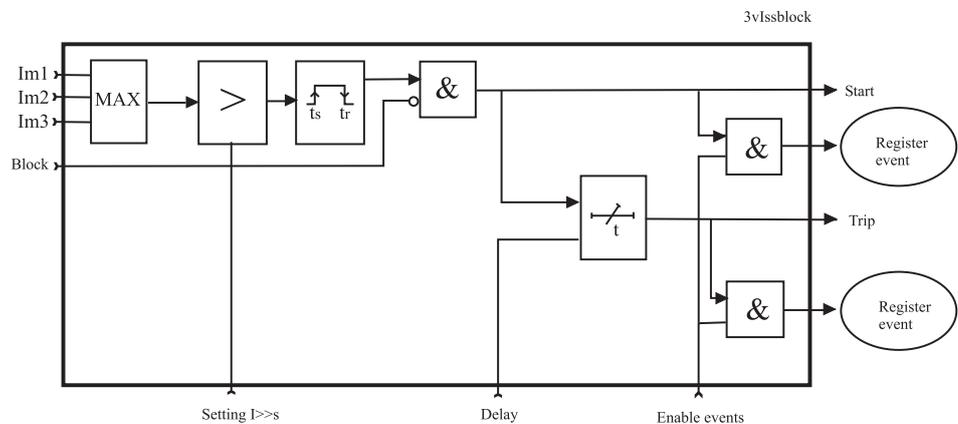 3vIssblock
Im1
Im2
Im3
MAX
>
ts tr
&
Start
Block
&
Register
event
t
Trip
&
Register
event
Setting I>>s
Delay
Enable events